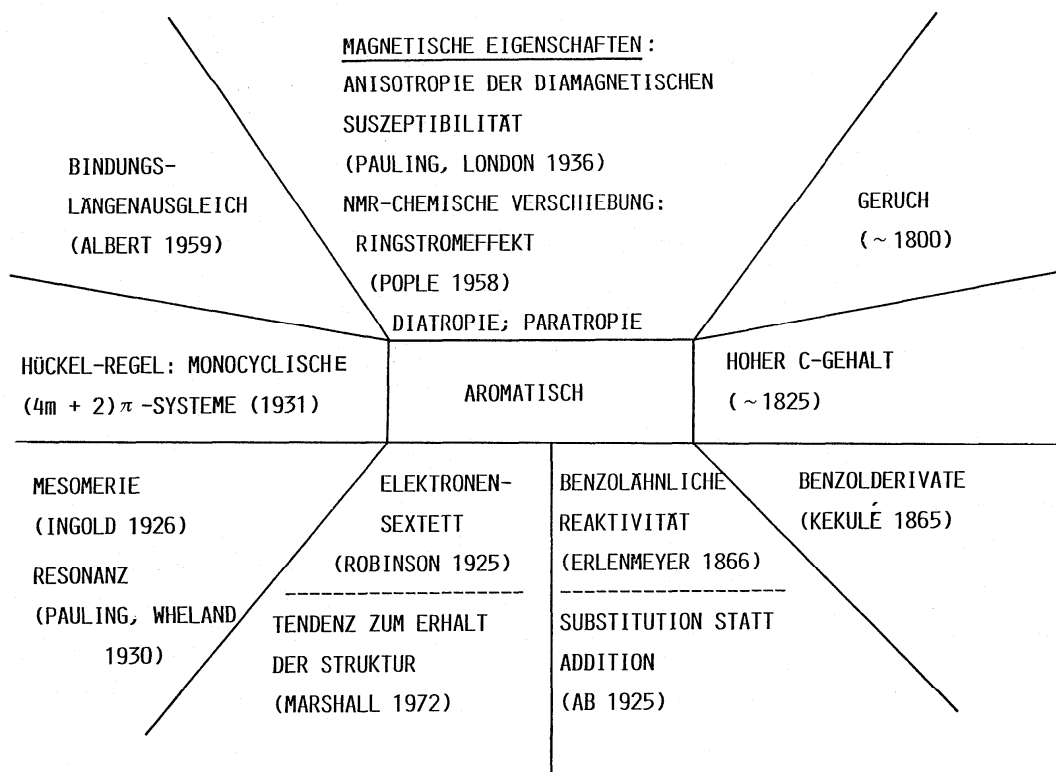 MAGNETISCHE EIGENSCHAFTEN:
ANISOTROPIE DER DIAMAGNETISCHEN
SUSZEPTIBILITÄT
(PAULING, LONDON 1936)
NMR-CHEMISCHE VERSCHIEBUNG:
RINGSTROMEFFEKT
(POPLE 1958)
DIATROPIE; PARATROPIE
BINDUNGS-
LÄNGENAUSGLEICH
(ALBERT 1959)
GERUCH
(~1800)
HÜCKEL-REGEL: MONOCYCLISCHE
(4m + 2)π-SYSTEME (1931)
AROMATISCH
HOHER C-GEHALT
(~1825)
MESOMERIE
(INGOLD 1926)
RESONANZ
(PAULING, WHELAND
1930)
ELEKTRONEN-
SEXTETT
(ROBINSON 1925)
TENDENZ ZUM ERHALT
DER STRUKTUR
(MARSHALL 1972)
BENZOLÄHNLICHE
REAKTIVITÄT
(ERLENMEYER 1866)
SUBSTITUTION STATT
ADDITION
(AB 1925)
BENZOLDERIVATE
(KEKULÉ 1865)